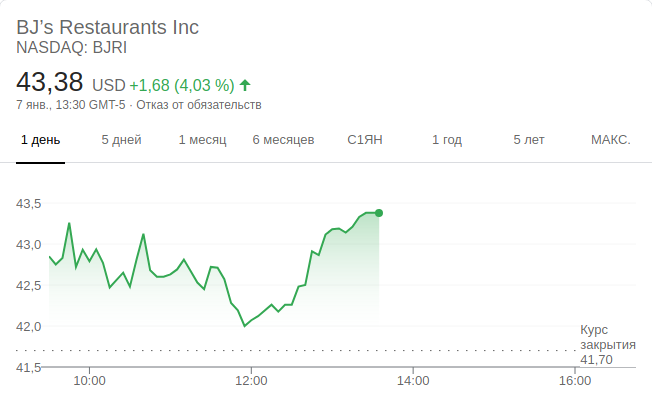 BJ’s Restaurants Inc
NASDAQ: BJRI
43,38 USD +1,68 (4,03 %)
7 янв., 13:30 GMT-5 · Отказ от обязательств
1 день 5 дней 1 месяц 6 месяцев С1ЯН 1 год 5 лет МАКС.
43,5
43,0
42,5
42,0
Курс
закрытия
41,70
41,5
10:00 12:00 14:00 16:00